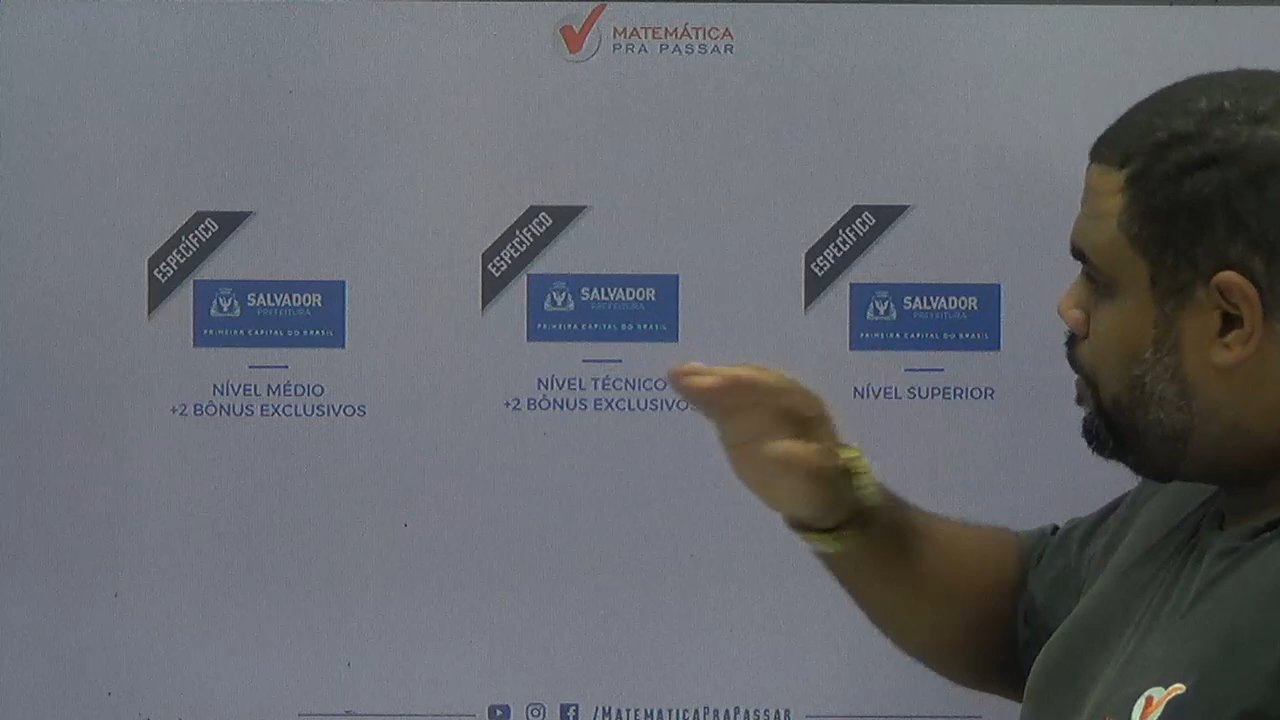 MATEMÁTICA
PRA PASSAR
ESPECÍFICO
SALVADOR
PREFEITURA
PRIMEIRA CAPITAL DO BRASIL
NÍVEL MÉDIO
+2 BÔNUS EXCLUSIVOS
ESPECÍFICO
SALVADOR
PREFEITURA
PRIMEIRA CAPITAL DO BRASIL
NÍVEL TÉCNICO
+2 BÔNUS EXCLUSIVOS
ESPECÍFICO
SALVADOR
PREFEITURA
PRIMEIRA CAPITAL DO BRASIL
NÍVEL SUPERIOR
/MATEMATICAPRAPASSAR